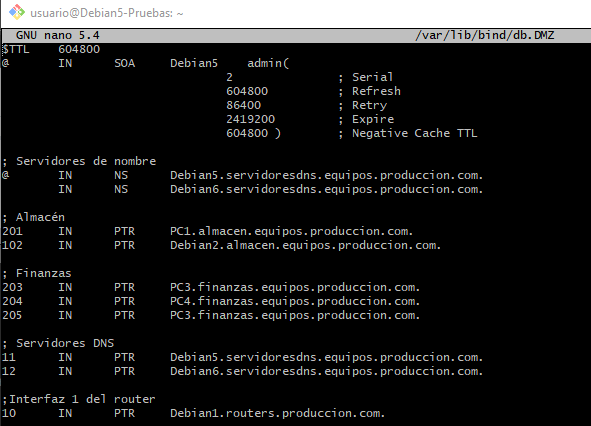 usuario@Debian5-Pruebas: ~
GNU nano 5.4 /var/lib/bind/db.DMZ
$TTL 604800
@ IN SOA Debian5 admin(
2 ; Serial
604800 ; Refresh
86400 ; Retry
2419200 ; Expire
604800 ) ; Negative Cache TTL
; Servidores de nombre
@ IN NS Debian5.servidoresdns.equipos.produccion.com.
IN NS Debian6.servidoresdns.equipos.produccion.com.
; Almacén
201 IN PTR PC1.almacen.equipos.produccion.com.
102 IN PTR Debian2.almacen.equipos.produccion.com.
; Finanzas
203 IN PTR PC3.finanzas.equipos.produccion.com.
204 IN PTR PC4.finanzas.equipos.produccion.com.
205 IN PTR PC3.finanzas.equipos.produccion.com.
; Servidores DNS
11 IN PTR Debian5.servidoresdns.equipos.produccion.com.
12 IN PTR Debian6.servidoresdns.equipos.produccion.com.
;Interfaz 1 del router
10 IN PTR Debian1.routers.produccion.com.